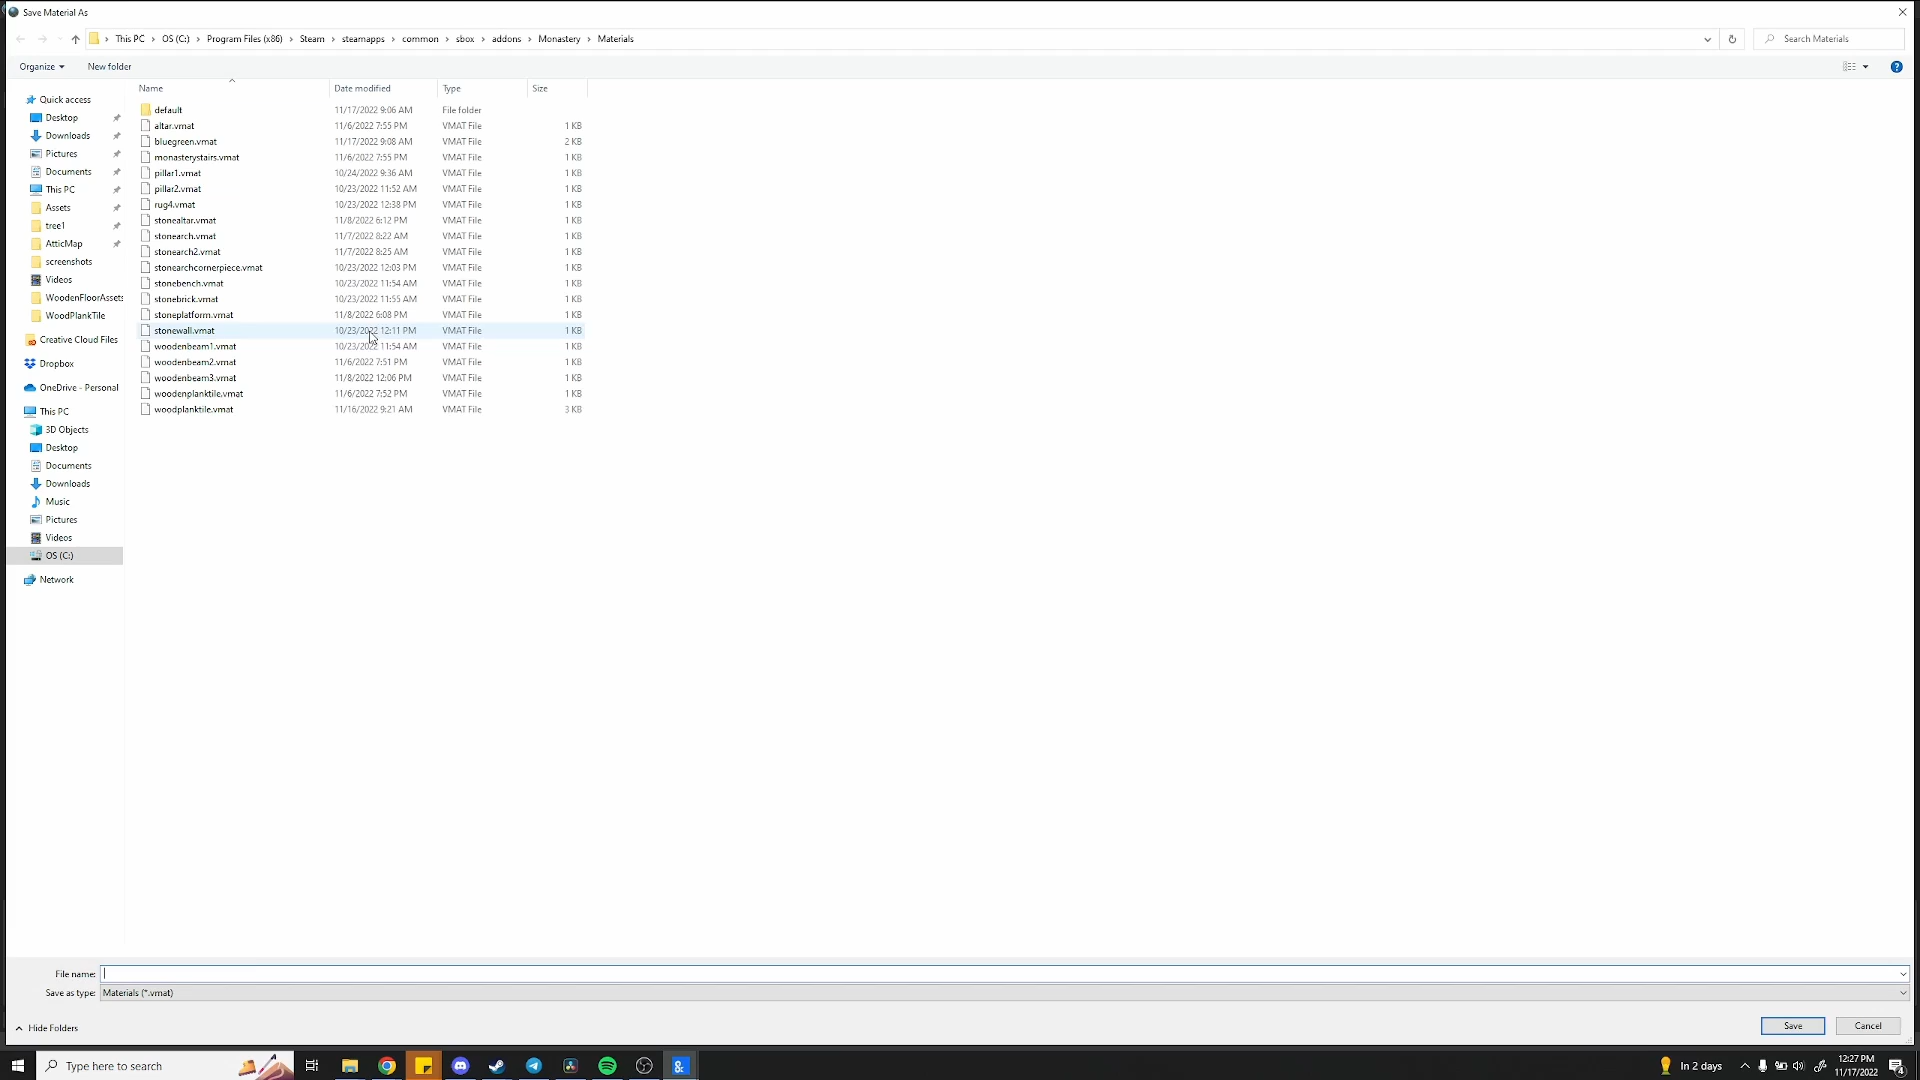 Save Material As
This PC > OS (C:) > Program Files (x86) > Steam > steamapps > common > sbox > addons > Monastery > Materials
Search Materials
Organize
New folder
Name Date modified Type Size
default 11/17/2022 9:06 AM File folder
altar.vmat 11/6/2022 7:55 PM VMAT File 1 KB
bluegreen.vmat 11/17/2022 9:08 AM VMAT File 2 KB
monasterystairs.vmat 11/6/2022 7:55 PM VMAT File 1 KB
pillar1.vmat 10/24/2022 9:36 AM VMAT File 1 KB
pillar2.vmat 10/23/2022 11:52 AM VMAT File 1 KB
rug4.vmat 10/23/2022 12:38 PM VMAT File 1 KB
stonealtar.vmat 11/8/2022 6:12 PM VMAT File 1 KB
stonearch.vmat 11/7/2022 8:22 AM VMAT File 1 KB
stonearch2.vmat 11/7/2022 8:25 AM VMAT File 1 KB
stonearchcornerpiece.vmat 10/23/2022 12:03 PM VMAT File 1 KB
stonebench.vmat 10/23/2022 11:54 AM VMAT File 1 KB
stonebrick.vmat 10/23/2022 11:55 AM VMAT File 1 KB
stoneplatform.vmat 11/8/2022 6:08 PM VMAT File 1 KB
stonewall.vmat 10/23/2022 12:11 PM VMAT File 1 KB
woodenbeam1.vmat 10/23/2022 11:54 AM VMAT File 1 KB
woodenbeam2.vmat 11/6/2022 7:51 PM VMAT File 1 KB
woodenbeam3.vmat 11/8/2022 12:06 PM VMAT File 1 KB
woodenplanktile.vmat 11/6/2022 7:52 PM VMAT File 1 KB
woodplanktile.vmat 11/16/2022 9:21 AM VMAT File 3 KB
Quick access
Desktop
Downloads
Pictures
Documents
This PC
Assets
tree1
AtticMap
screenshots
Videos
WoodenFloorAssets
WoodPlankTile
Creative Cloud Files
Dropbox
OneDrive - Personal
This PC
3D Objects
Desktop
Documents
Downloads
Music
Pictures
Videos
OS (C:)
Network
File name:
Save as type: Materials (*.vmat)
Hide Folders
Save
Cancel
Type here to search
In 2 days
12:27 PM
11/17/2022
4